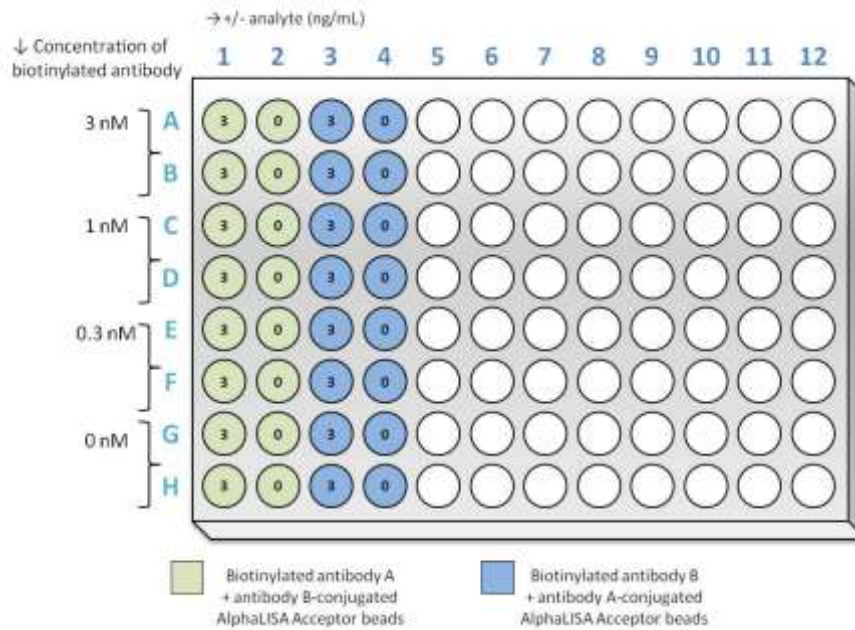 → +/- analyte (ng/mL)
↓ Concentration of
biotinylated antibody
1 2 3 4 5 6 7 8 9 10 11 12
3 nM
A 3 0 3 0
B 3 0 3 0
1 nM
C 3 0 3 0
D 3 0 3 0
0.3 nM
E 3 0 3 0
F 3 0 3 0
0 nM
G 3 0 3 0
H 3 0 3 0
Biotinylated antibody A
+ antibody B-conjugated
AlphaLISA Acceptor beads
Biotinylated antibody B
+ antibody A-conjugated
AlphaLISA Acceptor beads